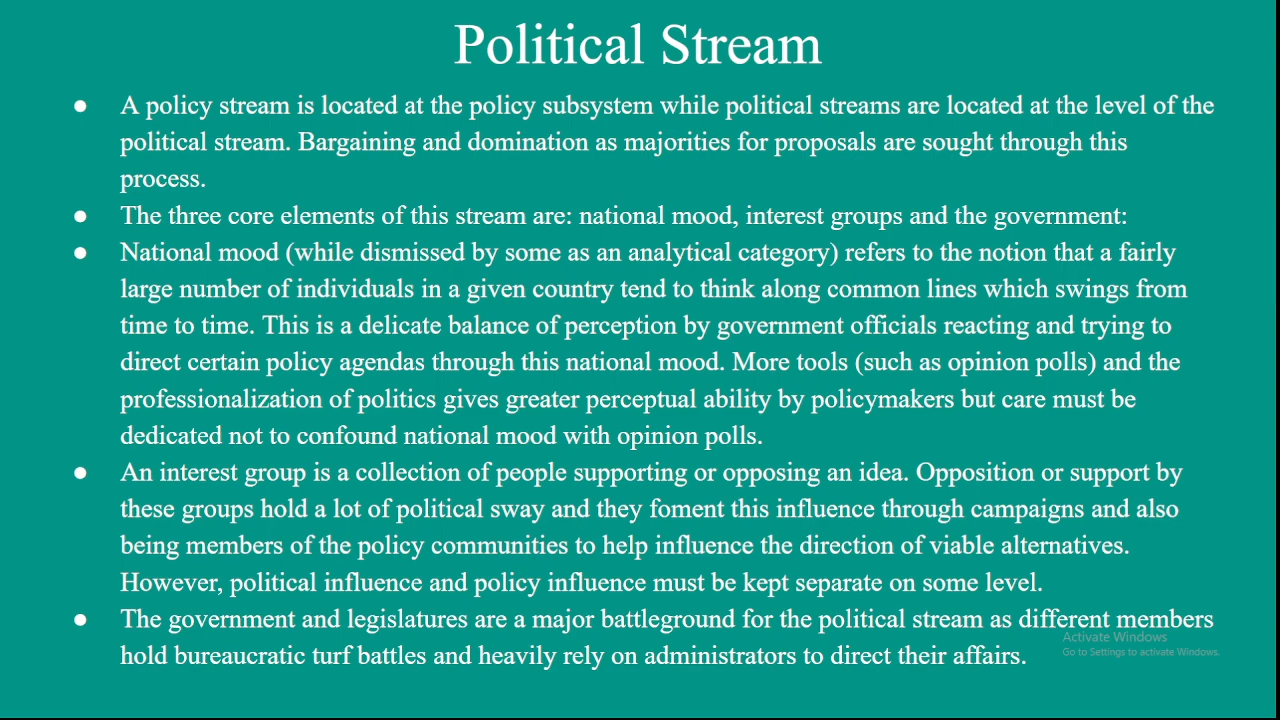 Political Stream
● A policy stream is located at the policy subsystem while political streams are located at the level of the
political stream. Bargaining and domination as majorities for proposals are sought through this
process.
● The three core elements of this stream are: national mood, interest groups and the government:
● National mood (while dismissed by some as an analytical category) refers to the notion that a fairly
large number of individuals in a given country tend to think along common lines which swings from
time to time. This is a delicate balance of perception by government officials reacting and trying to
direct certain policy agendas through this national mood. More tools (such as opinion polls) and the
professionalization of politics gives greater perceptual ability by policymakers but care must be
dedicated not to confound national mood with opinion polls.
● An interest group is a collection of people supporting or opposing an idea. Opposition or support by
these groups hold a lot of political sway and they foment this influence through campaigns and also
being members of the policy communities to help influence the direction of viable alternatives.
However, political influence and policy influence must be kept separate on some level.
● The government and legislatures are a major battleground for the political stream as different members
hold bureaucratic turf battles and heavily rely on administrators to direct their affairs.
Activate Windows
Go to Settings to activate Windows.